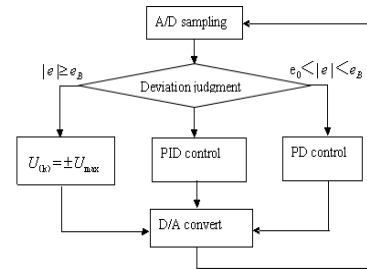 A/D sampling
|e|≥e_B
e_0<|e|<e_B
Deviation judgment
U_(k)=±U_max
PID control
PD control
D/A convert